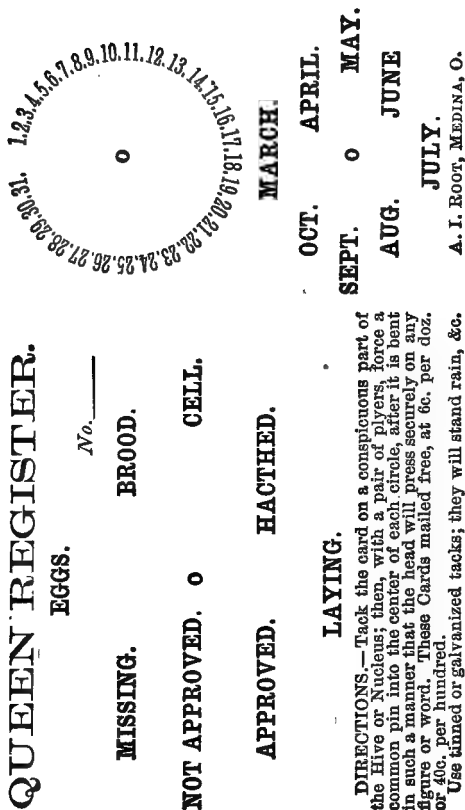 QUEEN REGISTER.
EGGS.
No.
MISSING.
BROOD.
NOT APPROVED. o
CELL.
APPROVED.
HACTHED.
LAYING.
DIRECTIONS.—Tack the card on a conspicuous part of
the Hive or Nucleus; then, with a pair of plyers, force a
common pin into the center of each circle, after it is bent
in such a manner that the head will press securely on any
figure or word. These Cards mailed free, at 6c. per doz.
or 40c. per hundred.
Use tinned or galvanized tacks; they will stand rain, &c.
1.2.3.4.5.6.7.8.9.10.11.12.13.14.15.16.17.18.19.20.21.22.23.24.25.26.27.28.29.30.31.
o
MARCH.
OCT. APRIL.
SEPT. o MAY.
AUG. JUNE
JULY.
A. I. ROOT, MEDINA, O.